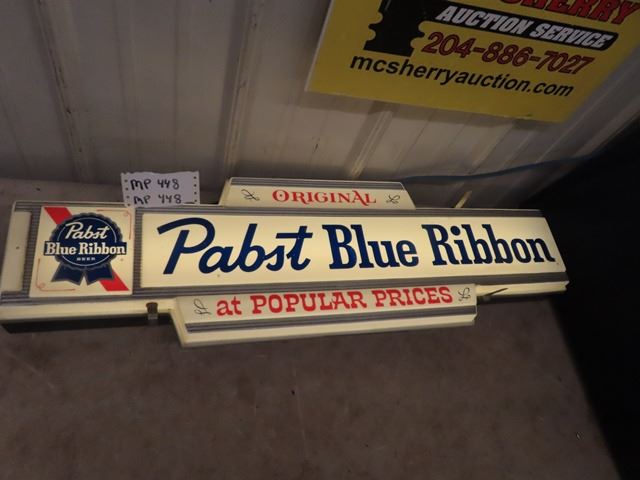 AUCTION SERVICE
204-886-7027
mcsherryauction.com
MP 448
MP 448
ORIGINAL
Pabst Blue Ribbon
Pabst
Blue Ribbon
BEER
at POPULAR PRICES